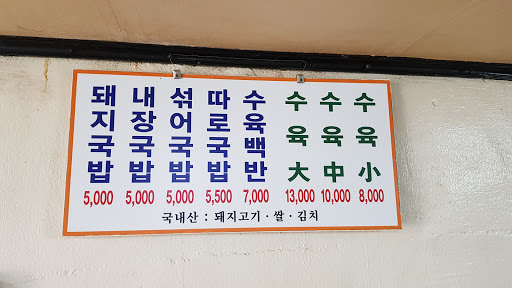 돼지국밥 5,000
내장국밥 5,000
섞어국밥 5,000
따로국밥 5,500
수육백반 7,000
수육 大 13,000
수육 中 10,000
수육 小 8,000
국내산 : 돼지고기 · 쌀 · 김치